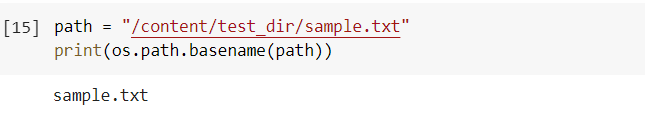 [15] path = "/content/test_dir/sample.txt"
print(os.path.basename(path))
sample.txt